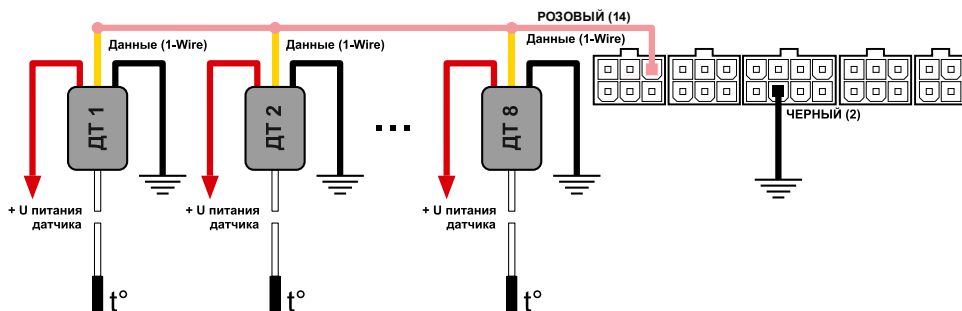 РОЗОВЫЙ (14)
Данные (1-Wire)
Данные (1-Wire)
Данные (1-Wire)
ДТ 1
ДТ 2
...
ДТ 8
ЧЕРНЫЙ (2)
+ U питания
датчика
+ U питания
датчика
+ U питания
датчика
t°
t°
t°